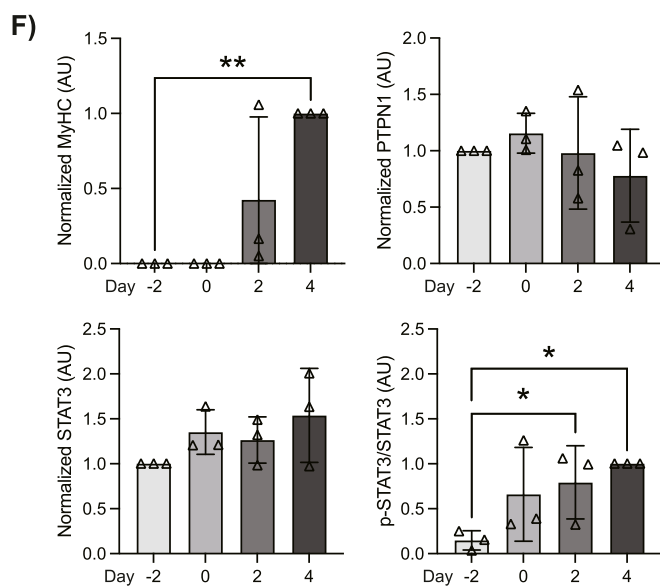 F)
Normalized MyHC (AU)
1.5
1.0
0.5
0.0
**
Day -2 0 2 4
Normalized PTPN1 (AU)
2.0
1.5
1.0
0.5
0.0
Day -2 0 2 4
Normalized STAT3 (AU)
2.5
2.0
1.5
1.0
0.5
0.0
Day -2 0 2 4
p-STAT3/STAT3 (AU)
2.5
2.0
1.5
1.0
0.5
0.0
*
*
Day -2 0 2 4